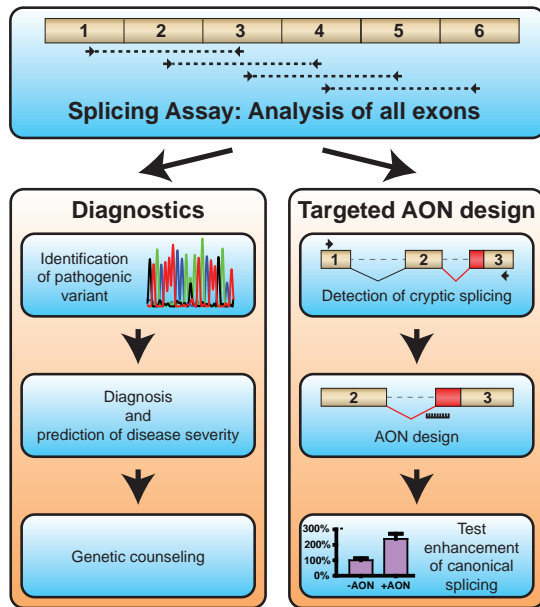 1 2 3 4 5 6
Splicing Assay: Analysis of all exons
Diagnostics
Identification
of pathogenic
variant
Diagnosis
and
prediction of disease severity
Genetic counseling
Targeted AON design
1 2 3
Detection of cryptic splicing
2 3
AON design
300%
200%
100%
0%
-AON +AON
Test
enhancement
of canonical
splicing